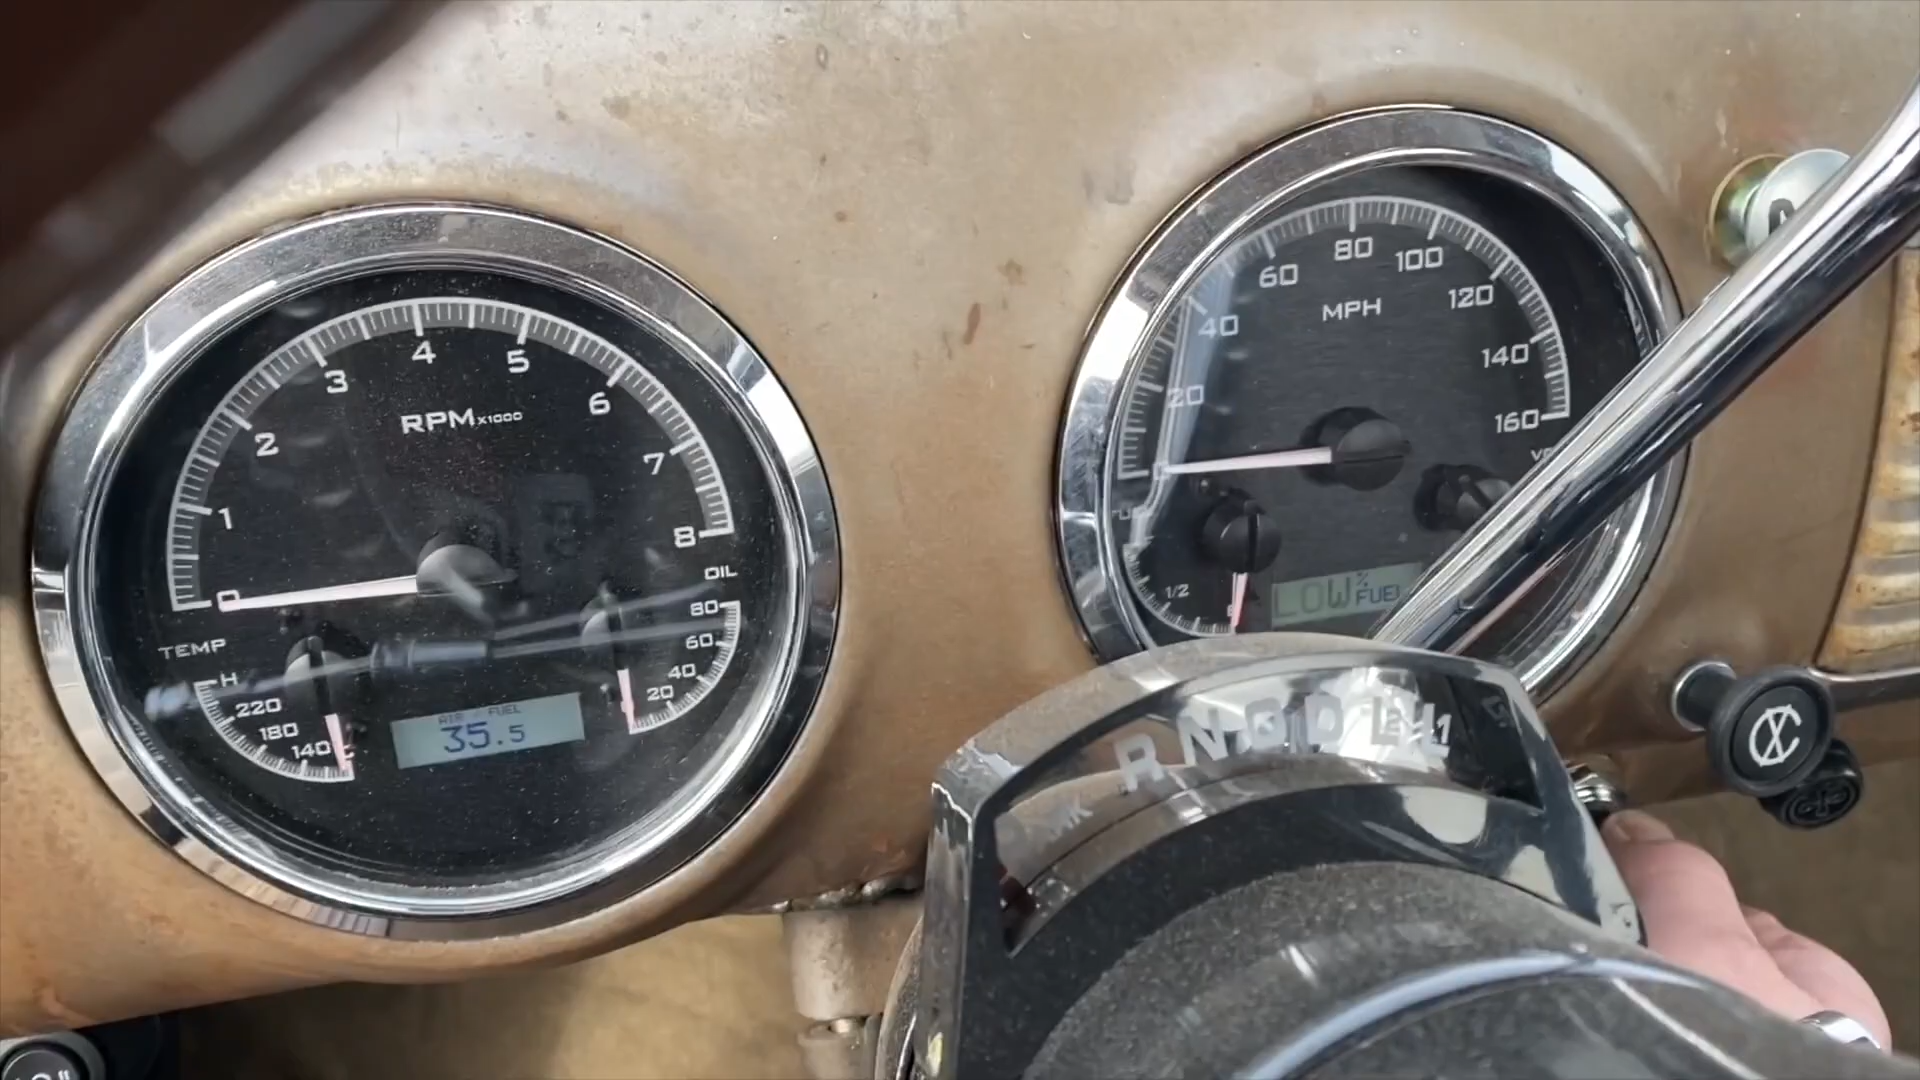 4
3
5
2
6
RPM x1000
1
7
0
8
TEMP
OIL
H
80
220
60
180
40
140
20
C
AIR / FUEL
35.5
80
60
100
MPH
40
120
20
140
160
0
1/2
E
LOW % FUEL
R N O D D L